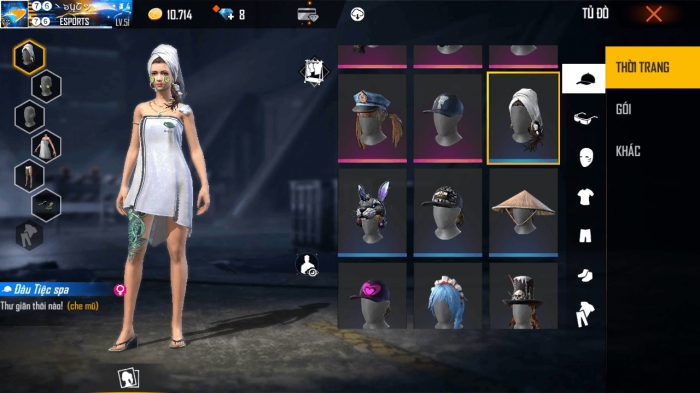 ESPORTS
LV.51
10.714
8
TỦ ĐỒ
THỜI TRANG
GÓI
KHÁC
Dâu Tiệc spa
Thư giãn thôi nào! (che mũ)